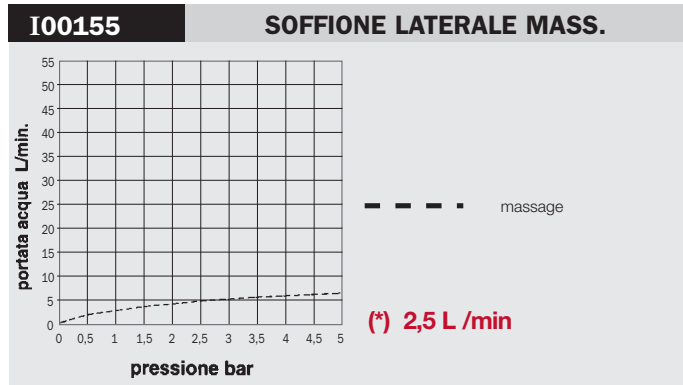 I00155
SOFFIONE LATERALE MASS.
portata acqua L/min.
55
50
45
40
35
30
25
20
15
10
5
0
0 0,5 1 1,5 2 2,5 3 3,5 4 4,5 5
pressione bar
massage
(*) 2,5 L /min